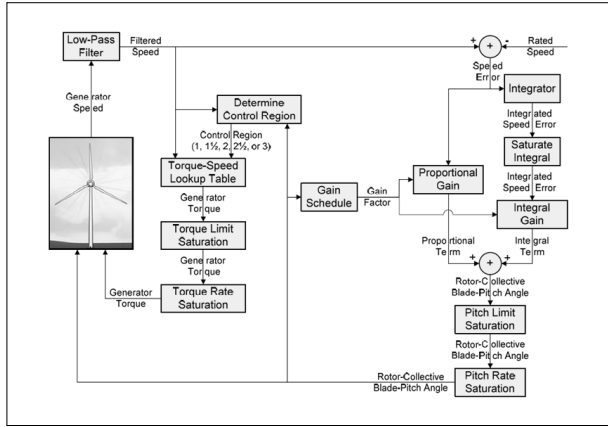 Low-Pass
Filter
Filtered
Speed
+
+
-
Rated
Speed
Speed
Error
Integrator
Generator
Speed
Determine
Control Region
Integrated
Speed Error
Control Region
(1, 1½, 2, 2½, or 3)
Saturate
Integral
Torque-Speed
Lookup Table
Gain
Schedule
Gain
Factor
Proportional
Gain
Integrated
Speed Error
Generator
Torque
Integral
Gain
Torque Limit
Saturation
Proportional
Term
Integral
Term
+
+
+
Generator
Torque
Rotor-Collective
Blade-Pitch Angle
Generator
Torque
Torque Rate
Saturation
Pitch Limit
Saturation
Rotor-Collective
Blade-Pitch Angle
Rotor-Collective
Blade-Pitch Angle
Pitch Rate
Saturation